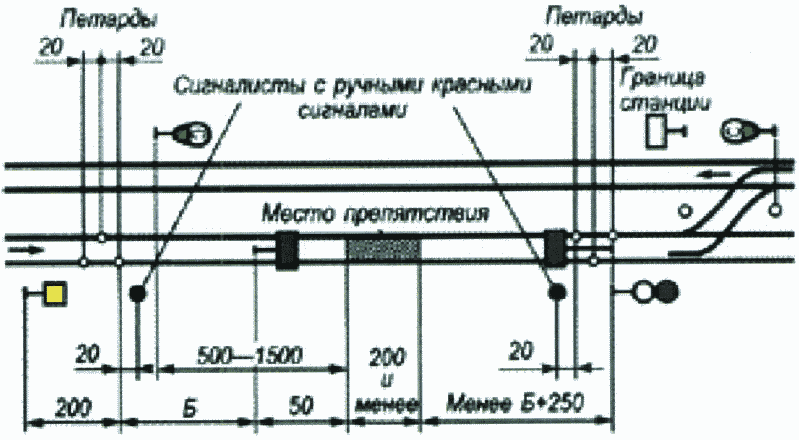 Петарды
20 20
Петарды
20 20
Сигналисты с ручными красными
сигналами
Граница
станции
Место препятствия
20
500—1500
200
и
менее
20
200
Б
50
Менее Б+250